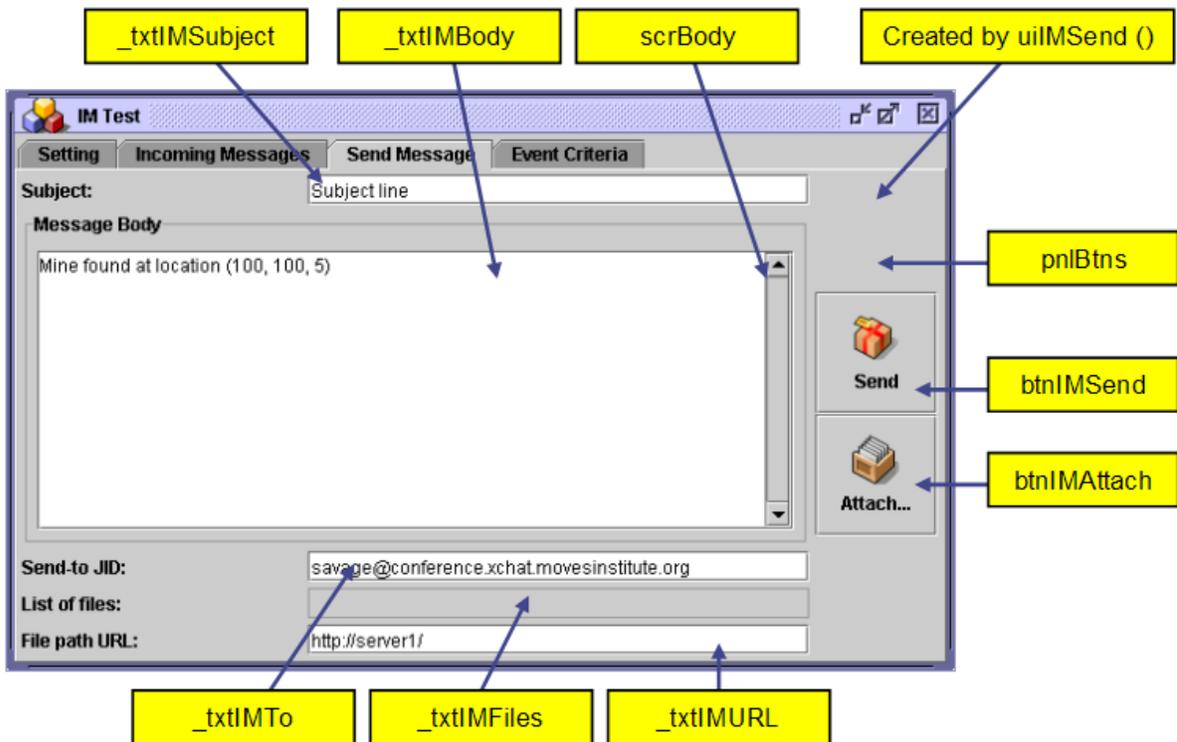 _txtIMSubject
_txtIMBody
scrBody
Created by uiIMSend ()
IM Test
Setting
Incoming Messages
Send Message
Event Criteria
Subject:
Subject line
Message Body
Mine found at location (100, 100, 5)
pnlBtns
Send
btnIMSend
Attach...
btnIMAttach
Send-to JID:
savage@conference.xchat.movesinstitute.org
List of files:
File path URL:
http://server1/
_txtIMTo
_txtIMFiles
_txtIMURL